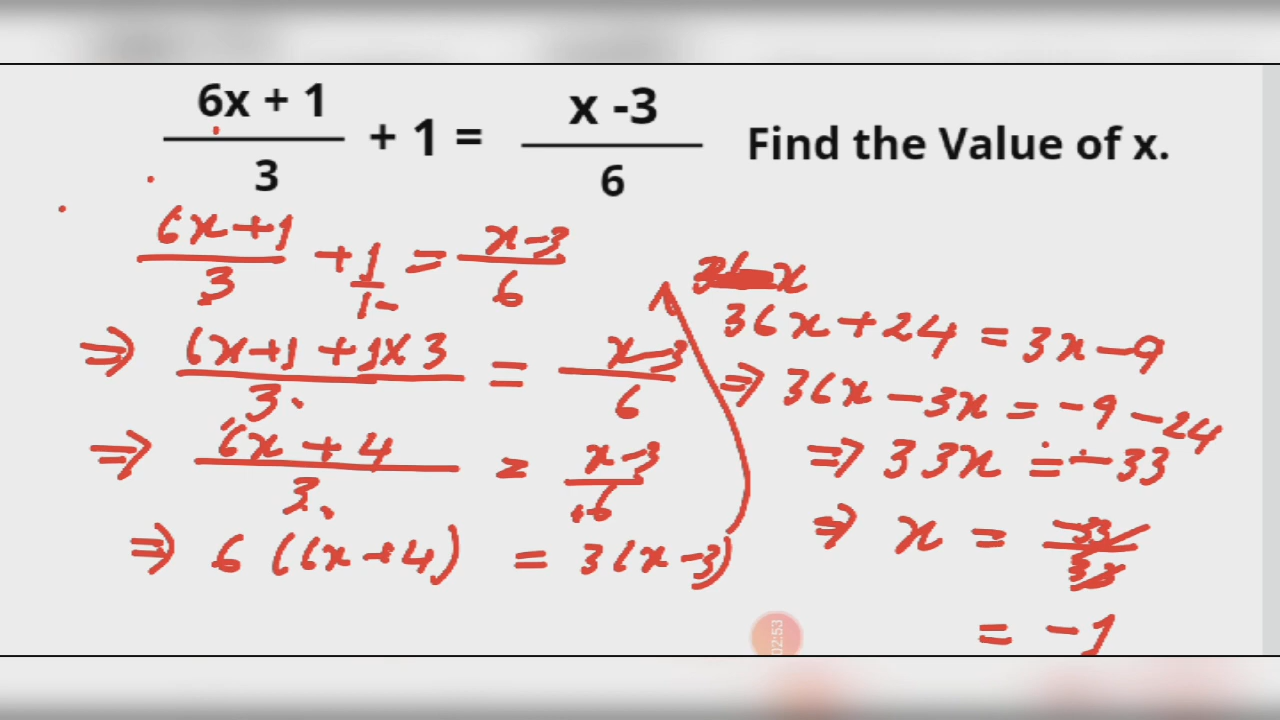 6x + 1
3
+ 1 =
x -3
6
Find the Value of x.
6x+1/3 + 1/1 = x-3/6
⇒ 6x+1+1×3/3 = x-3/6
⇒ 6x+4/3 = x-3/6
⇒ 6(6x+4) = 3(x-3)
x
36x+24 = 3x-9
⇒ 36x-3x = -9-24
⇒ 33x = -33
⇒ x = -33/33
= -1
02:53